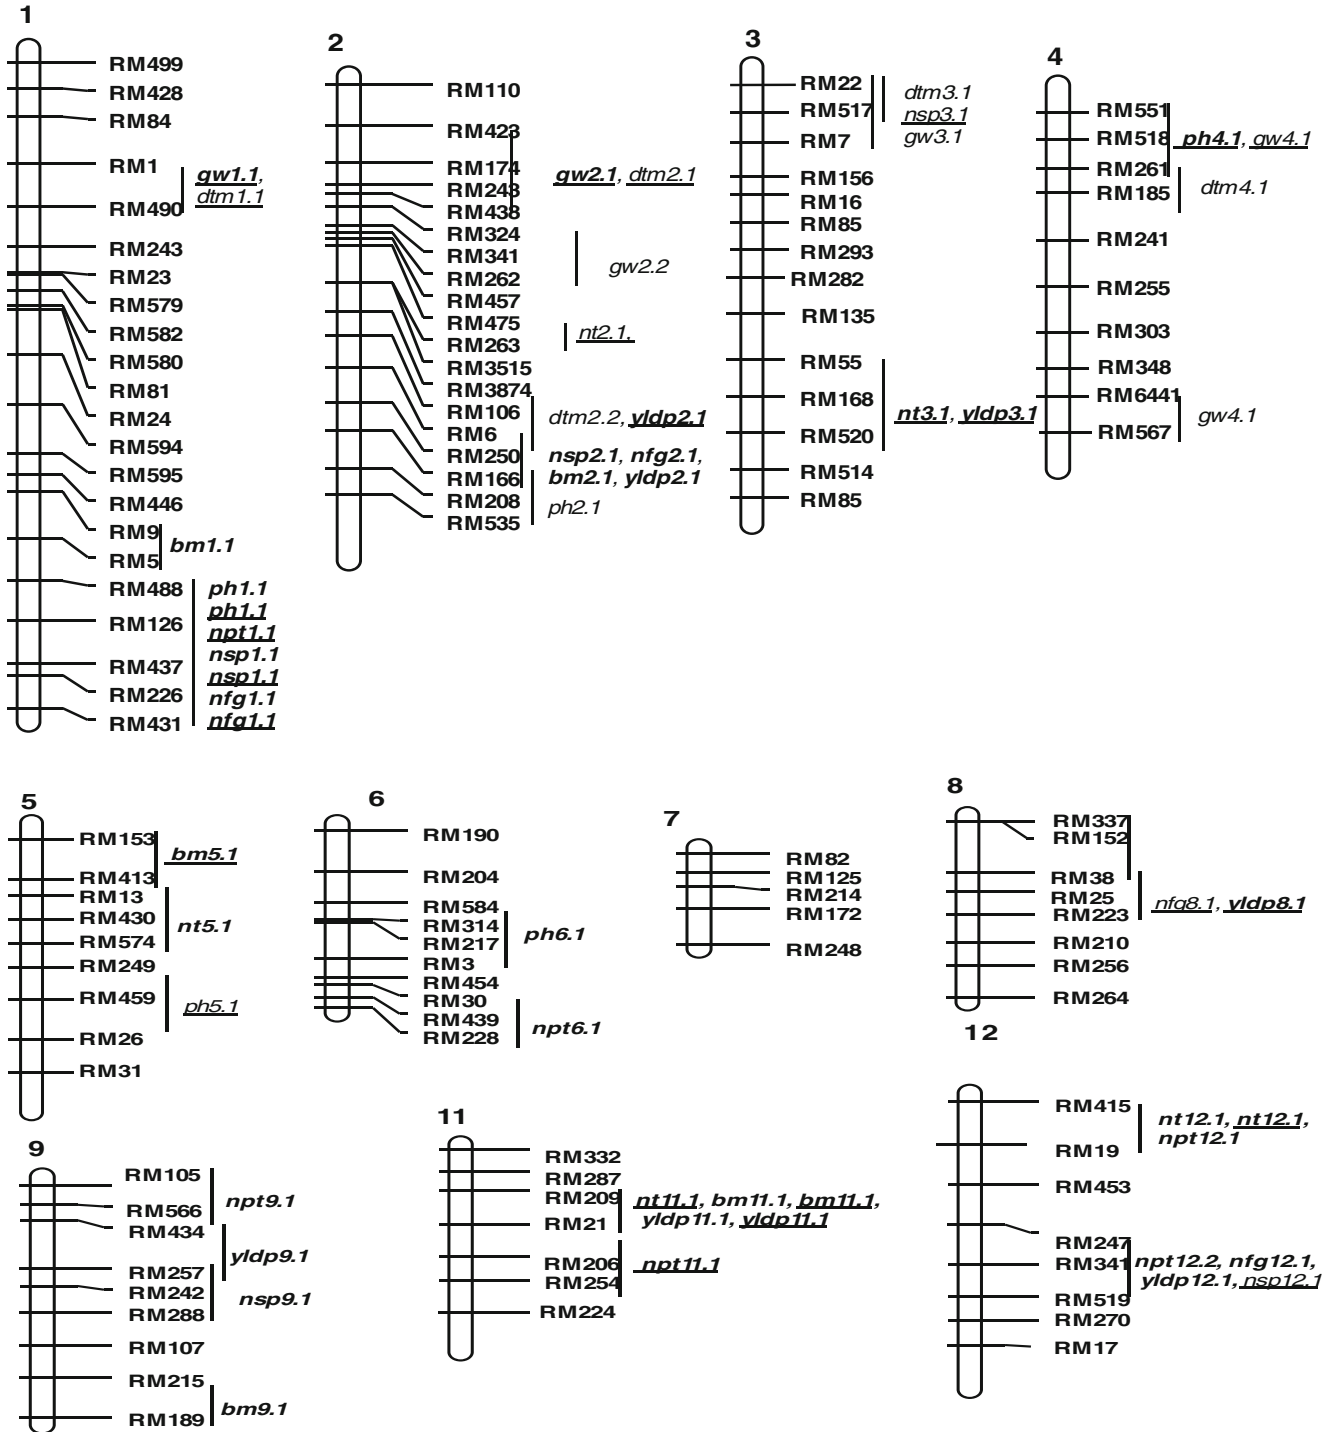 1
RM499
RM428
RM84
RM1
gw1.1,
dtm1.1
RM490
RM243
RM23
RM579
RM582
RM580
RM81
RM24
RM594
RM595
RM446
RM9
bm1.1
RM5
RM488
ph1.1
ph1.1
RM126
npt1.1
nsp1.1
RM437
nsp1.1
RM226
nfg1.1
RM431
nfg1.1
2
RM110
RM423
RM174
gw2.1, dtm2.1
RM243
RM438
RM324
RM341
gw2.2
RM262
RM457
RM475
nt2.1,
RM263
RM3515
RM3874
RM106
dtm2.2, yldp2.1
RM6
RM250
nsp2.1, nfg2.1,
RM166
bm2.1, yldp2.1
RM208
ph2.1
RM535
3
RM22
dtm3.1
RM517
nsp3.1
RM7
gw3.1
RM156
RM16
RM85
RM293
RM282
RM135
RM55
RM168
nt3.1, yldp3.1
RM520
RM514
RM85
4
RM551
RM518
ph4.1, gw4.1
RM261
RM185
dtm4.1
RM241
RM255
RM303
RM348
RM6441
gw4.1
RM567
5
RM153
bm5.1
RM413
RM13
RM430
nt5.1
RM574
RM249
RM459
ph5.1
RM26
RM31
6
RM190
RM204
RM584
RM314
ph6.1
RM217
RM3
RM454
RM30
RM439
npt6.1
RM228
7
RM82
RM125
RM214
RM172
RM248
8
RM337
RM152
RM38
RM25
nfg8.1, yldp8.1
RM223
RM210
RM256
RM264
9
RM105
npt9.1
RM566
RM434
yldp9.1
RM257
RM242
nsp9.1
RM288
RM107
RM215
bm9.1
RM189
11
RM332
RM287
RM209
nt11.1, bm11.1, bm11.1,
RM21
yldp11.1, yldp11.1
RM206
npt11.1
RM254
RM224
12
RM415
nt12.1, nt12.1,
npt12.1
RM19
RM453
RM247
RM341
npt12.2, nfg12.1,
yldp12.1, nsp12.1
RM519
RM270
RM17